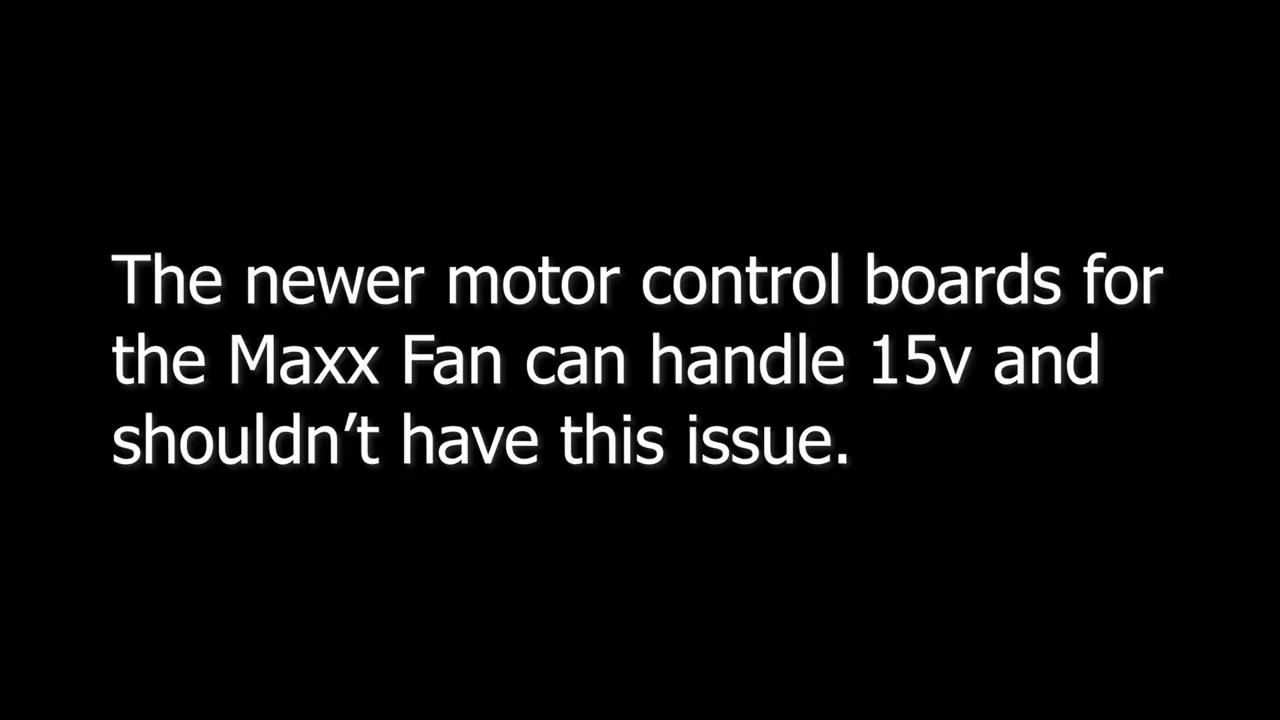 The newer motor control boards for
the Maxx Fan can handle 15v and
shouldn’t have this issue.